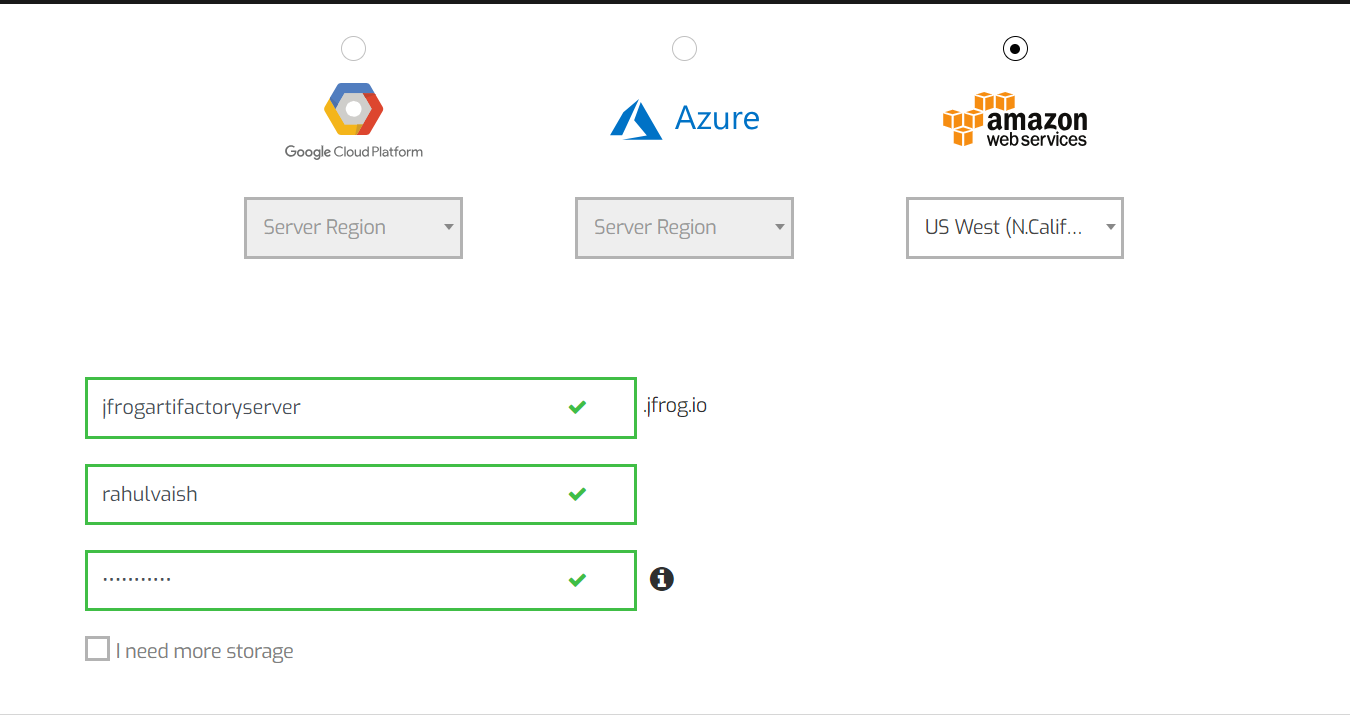 Google Cloud Platform
Azure
amazon
web services
Server Region
Server Region
US West (N.Calif...
jfrogartifactoryserver
.jfrog.io
rahulvaish
...........
I need more storage